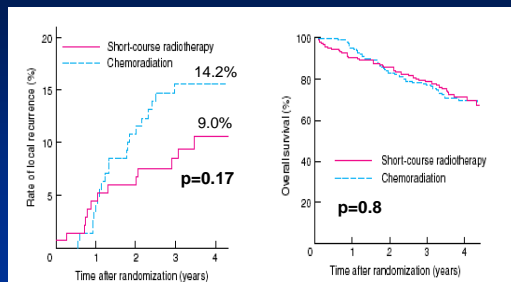 Rate of local recurrence (%)
20
15
10
5
0
Short-course radiotherapy
Chemoradiation
14.2%
9.0%
p=0.17
1
2
3
4
Time after randomization (years)
Overall survival (%)
100
80
60
40
20
0
Short-course radiotherapy
Chemoradiation
p=0.8
1
2
3
4
Time after randomization (years)